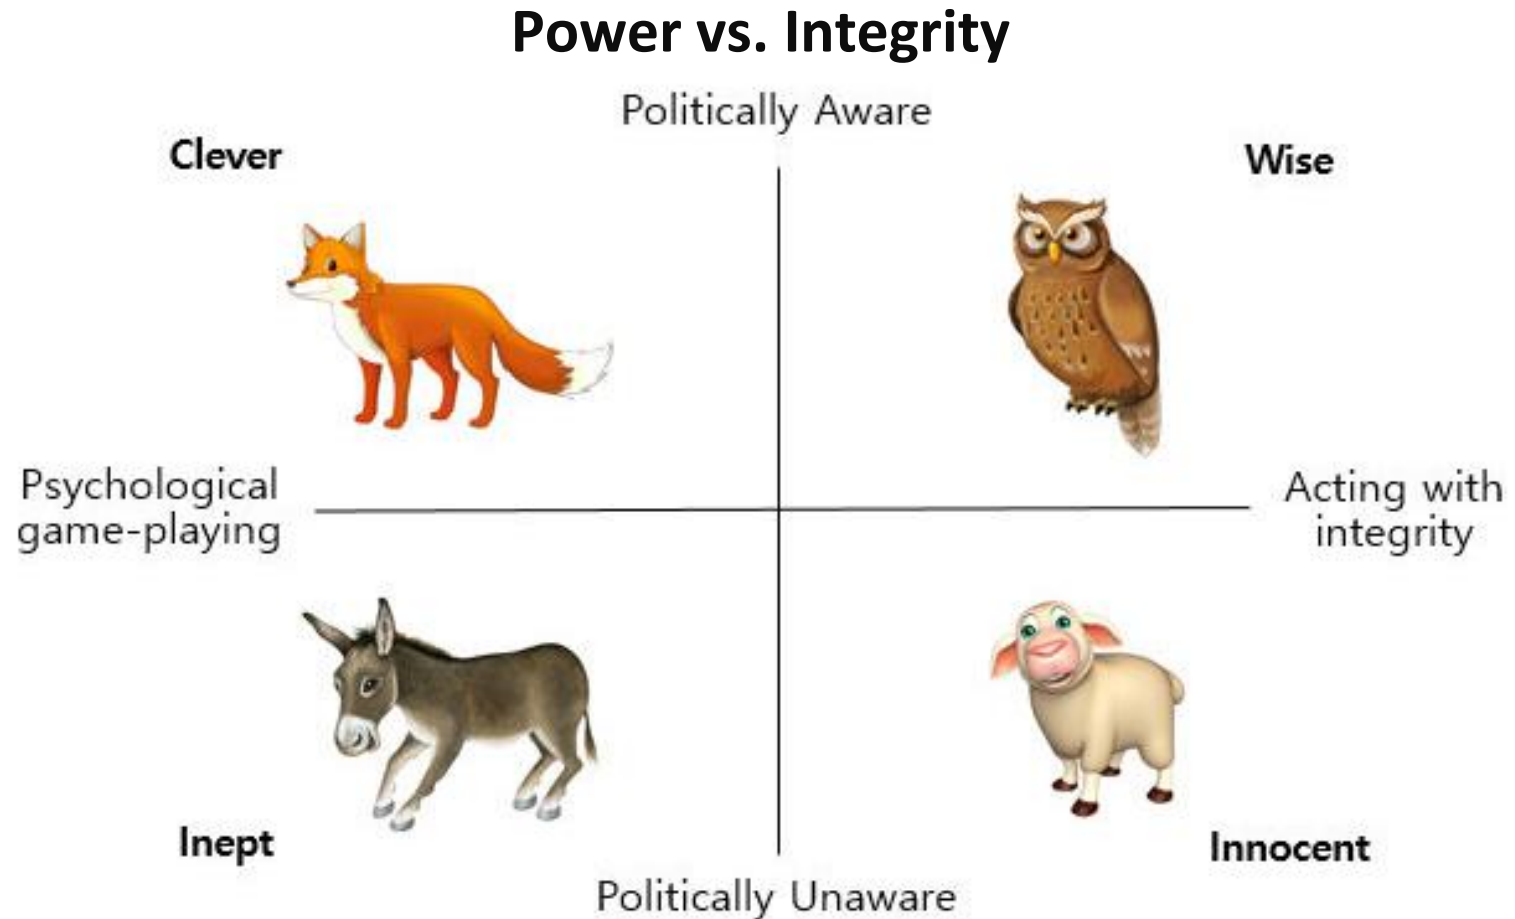 Power vs. Integrity
Politically Aware
Clever
Wise
Psychological
game-playing
Acting with
integrity
Inept
Innocent
Politically Unaware